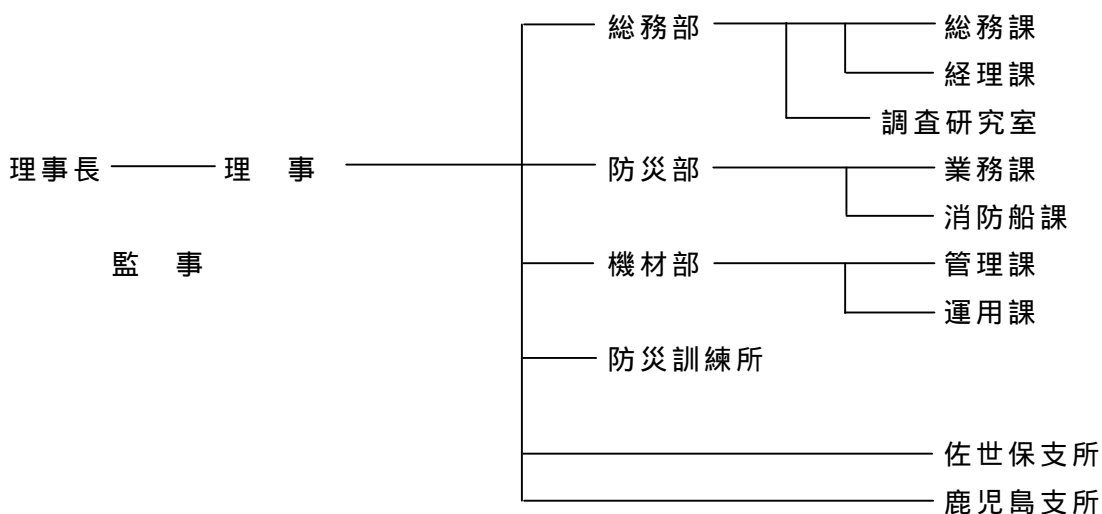 総務部 総務課
経理課
調査研究室
理事長 理 事 防災部 業務課
消防船課
監 事 機材部 管理課
運用課
防災訓練所
佐世保支所
鹿児島支所